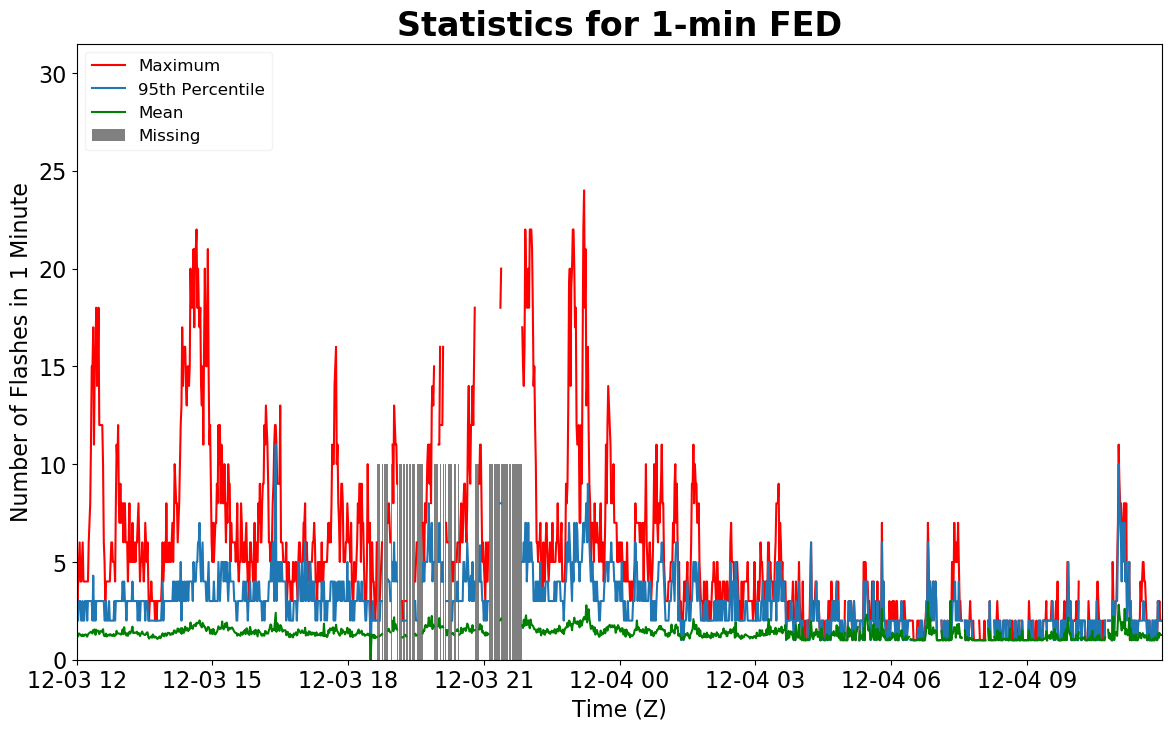 Statistics for 1-min FED
Maximum
95th Percentile
Mean
Missing
Number of Flashes in 1 Minute
30
25
20
15
10
5
0
12-03 12
12-03 15
12-03 18
12-03 21
12-04 00
12-04 03
12-04 06
12-04 09
Time (Z)